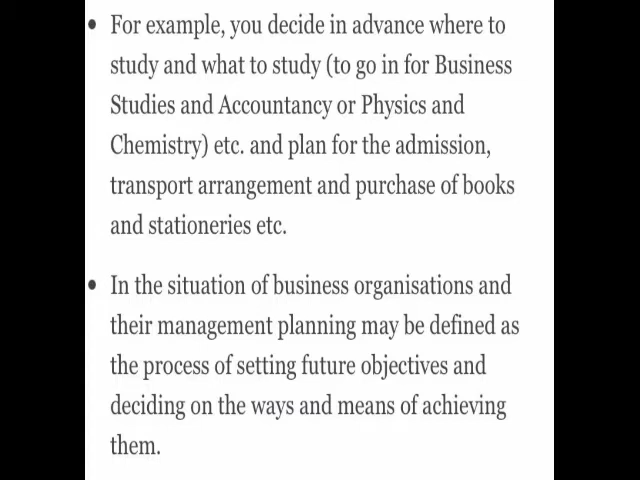 • For example, you decide in advance where to
study and what to study (to go in for Business
Studies and Accountancy or Physics and
Chemistry) etc. and plan for the admission,
transport arrangement and purchase of books
and stationeries etc.
• In the situation of business organisations and
their management planning may be defined as
the process of setting future objectives and
deciding on the ways and means of achieving
them.